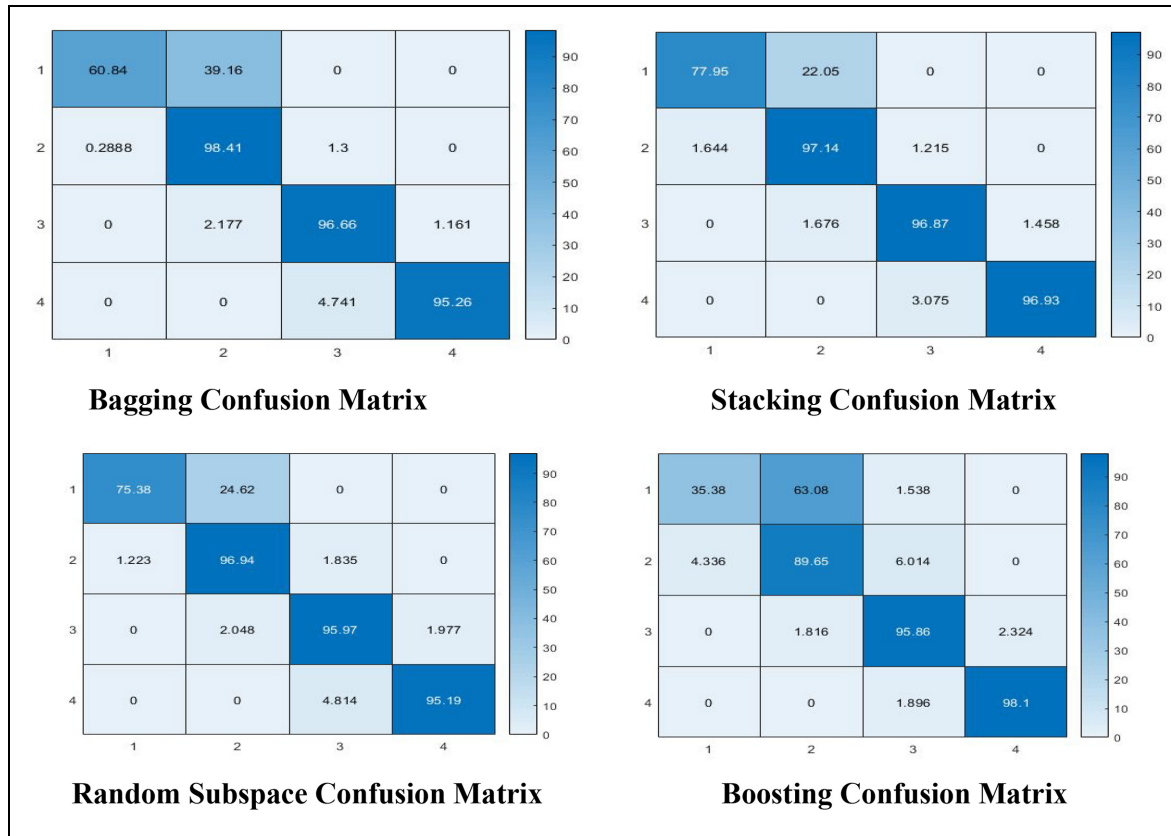 90
1 60.84 39.16 0 0
80
70
2 0.2888 98.41 1.3 0
60
50
40
3 0 2.177 96.66 1.161
30
20
4 0 0 4.741 95.26
10
0
1 2 3 4
Bagging Confusion Matrix
90
1 77.95 22.05 0 0
80
70
2 1.644 97.14 1.215 0
60
50
40
3 0 1.676 96.87 1.458
30
20
4 0 0 3.075 96.93
10
0
1 2 3 4
Stacking Confusion Matrix
90
1 75.38 24.62 0 0
80
70
2 1.223 96.94 1.835 0
60
50
40
3 0 2.048 95.97 1.977
30
20
4 0 0 4.814 95.19
10
0
1 2 3 4
Random Subspace Confusion Matrix
90
1 35.38 63.08 1.538 0
80
70
2 4.336 89.65 6.014 0
60
50
40
3 0 1.816 95.86 2.324
30
20
4 0 0 1.896 98.1
10
0
1 2 3 4
Boosting Confusion Matrix